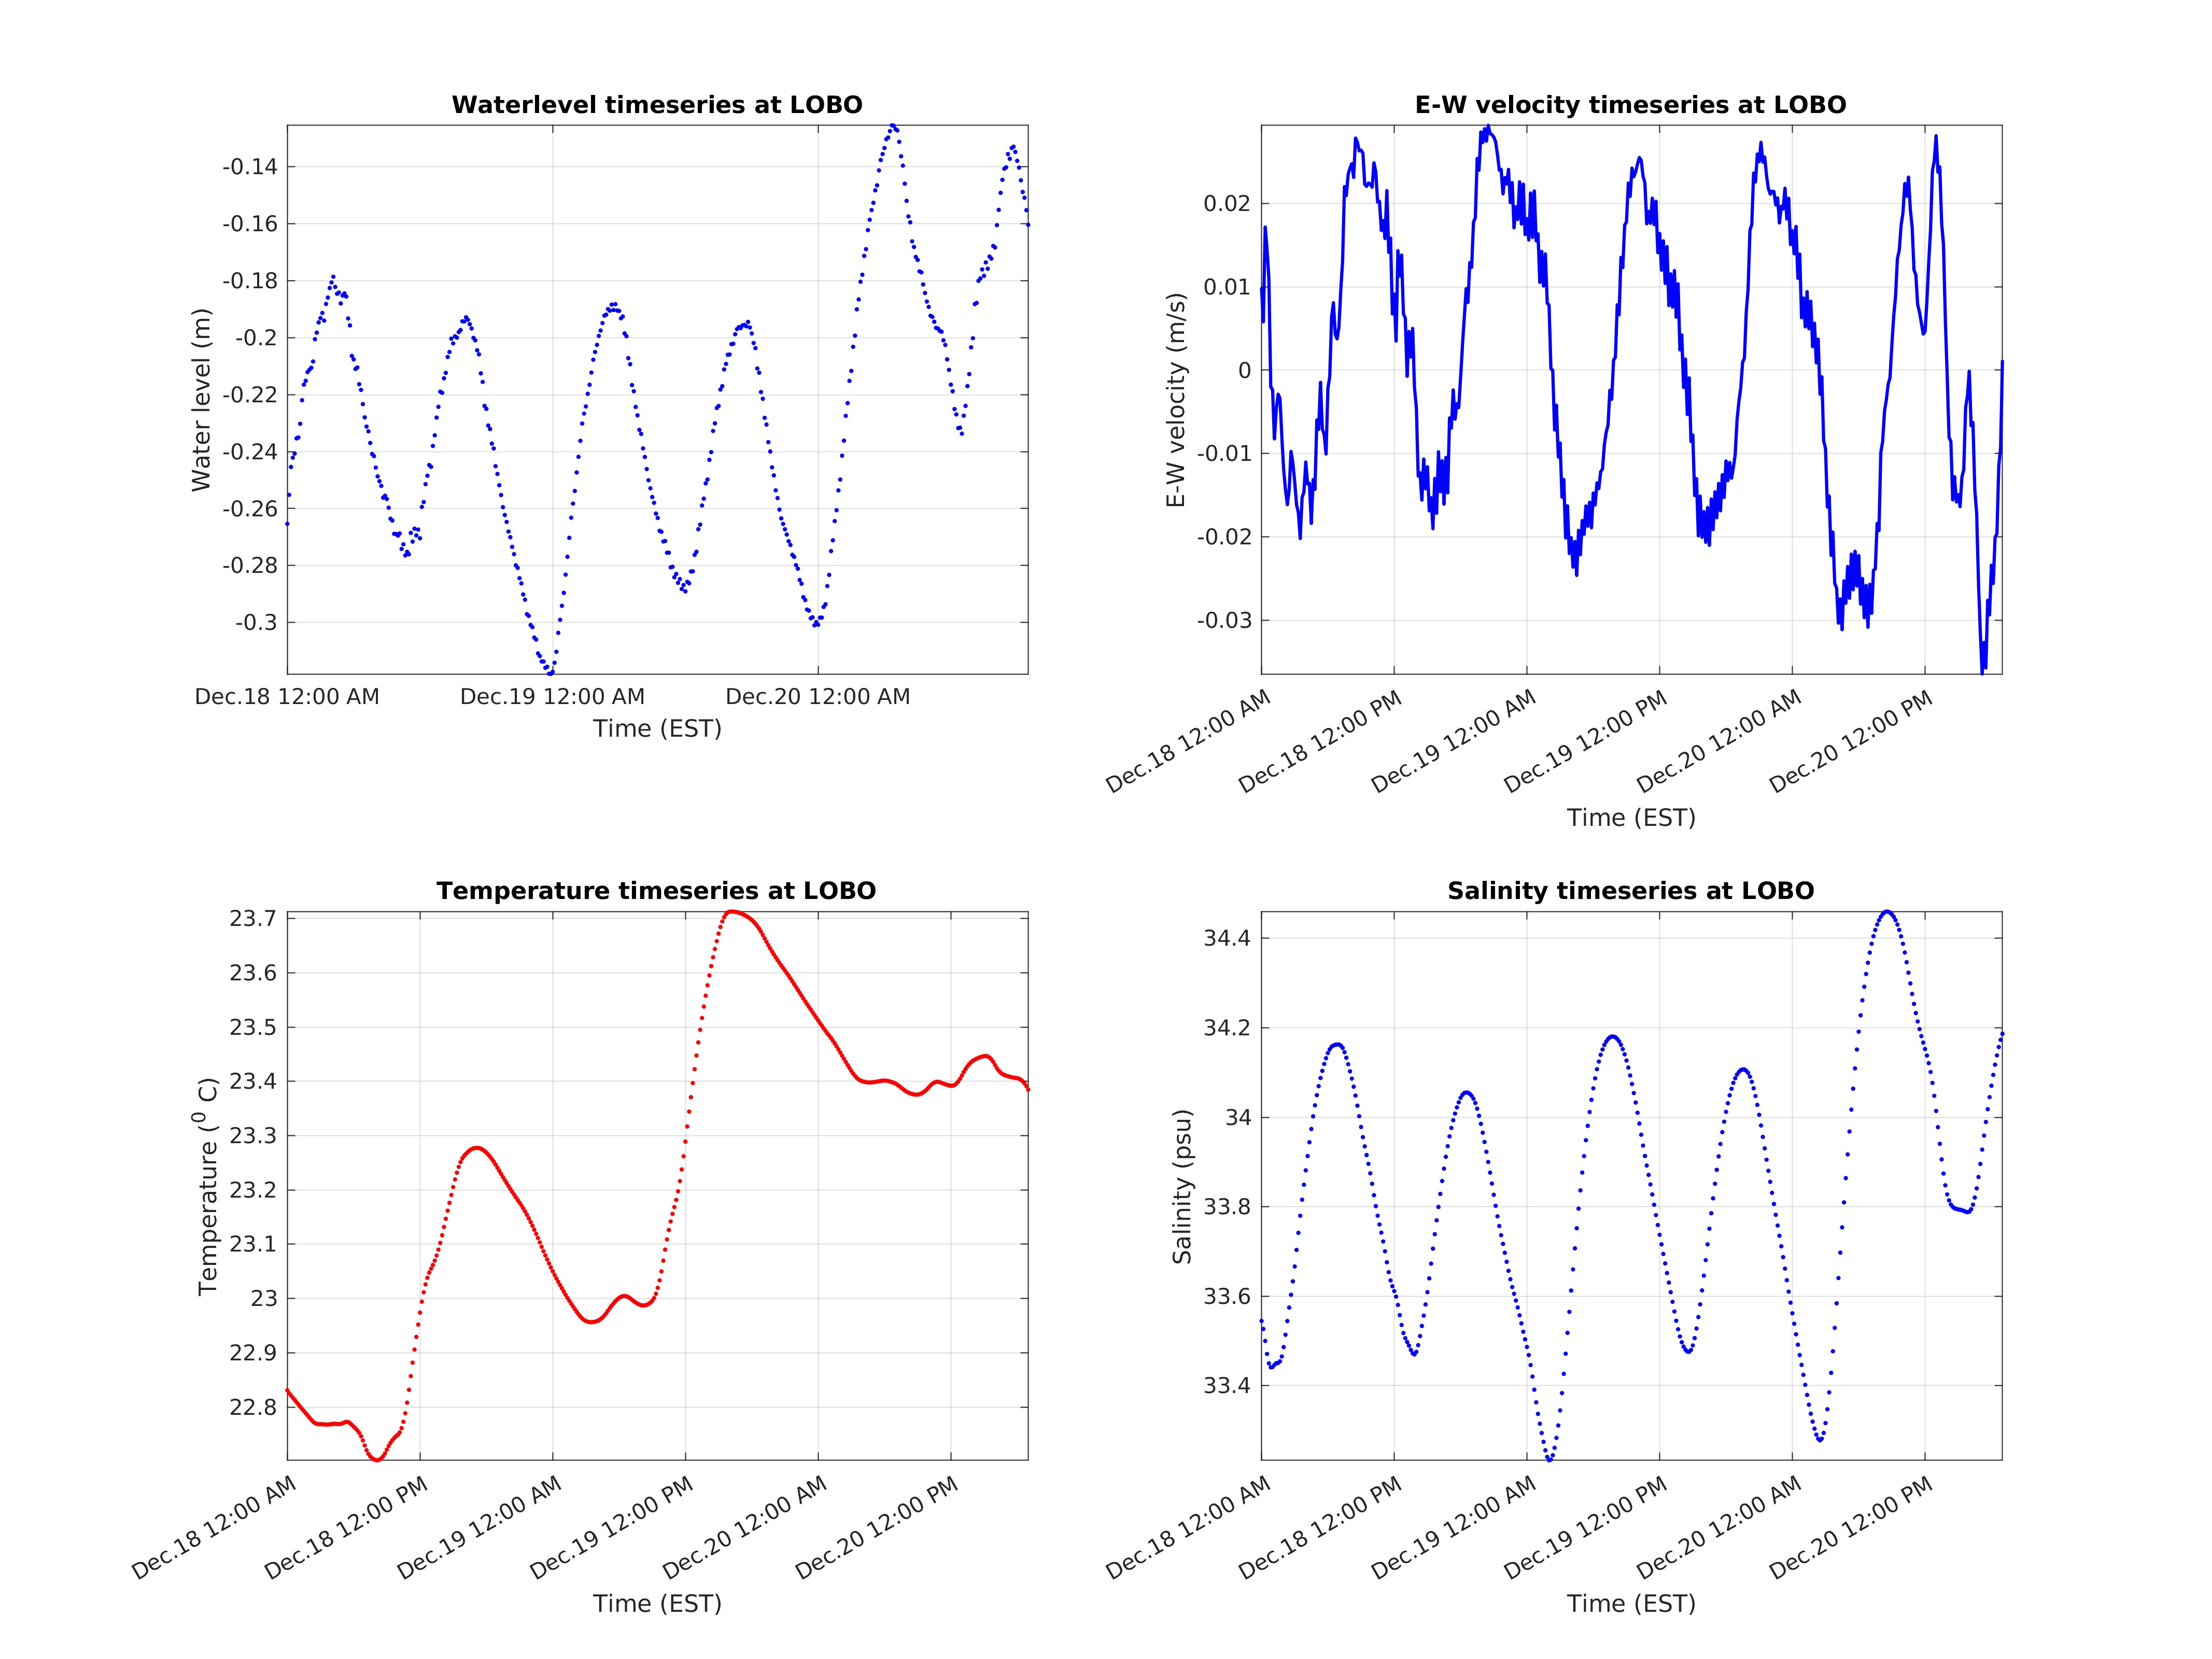 Waterlevel timeseries at LOBO
-0.14
-0.16
-0.18
-0.2
-0.22
-0.24
-0.26
-0.28
-0.3
Water level (m)
Dec.18 12:00 AM
Dec.19 12:00 AM
Dec.20 12:00 AM
Time (EST)
E-W velocity timeseries at LOBO
0.02
0.01
0
-0.01
-0.02
-0.03
E-W velocity (m/s)
Dec.18 12:00 AM
Dec.18 12:00 PM
Dec.19 12:00 AM
Dec.19 12:00 PM
Dec.20 12:00 AM
Dec.20 12:00 PM
Time (EST)
Temperature timeseries at LOBO
23.7
23.6
23.5
23.4
23.3
23.2
23.1
23
22.9
22.8
Temperature (⁰ C)
Dec.18 12:00 AM
Dec.18 12:00 PM
Dec.19 12:00 AM
Dec.19 12:00 PM
Dec.20 12:00 AM
Dec.20 12:00 PM
Time (EST)
Salinity timeseries at LOBO
34.4
34.2
34
33.8
33.6
33.4
Salinity (psu)
Dec.18 12:00 AM
Dec.18 12:00 PM
Dec.19 12:00 AM
Dec.19 12:00 PM
Dec.20 12:00 AM
Dec.20 12:00 PM
Time (EST)